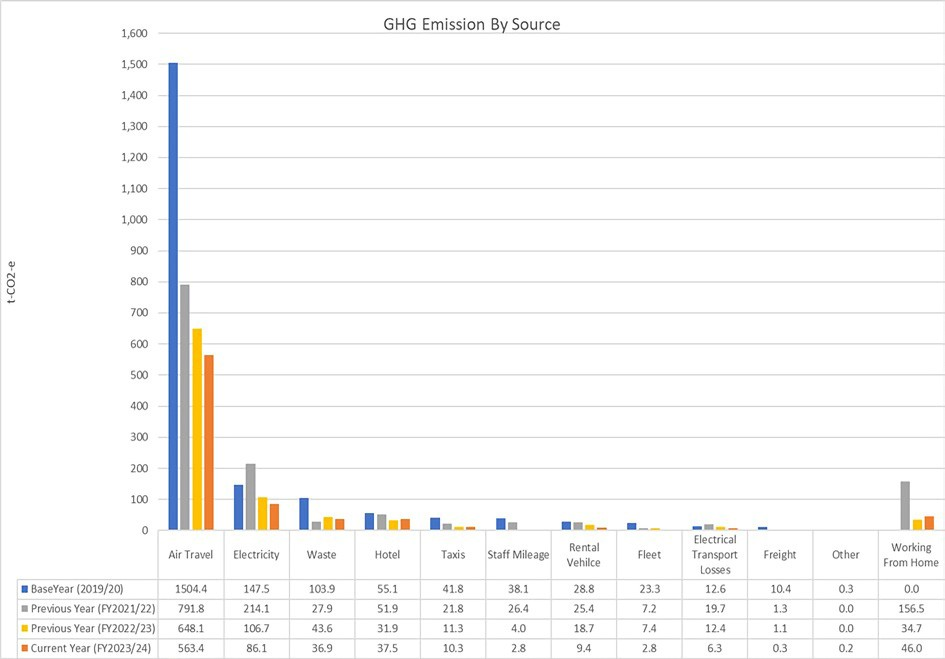 GHG Emission By Source
1,600
1,500
1,400
1,300
1,200
1,100
1,000
900
800
700
600
500
400
300
200
100
0
t-CO2-e
Air Travel Electricity Waste Hotel Taxis Staff Mileage Rental Vehilce Fleet Electrical Transport Losses Freight Other Working From Home
BaseYear (2019/20) 1504.4 147.5 103.9 55.1 41.8 38.1 28.8 23.3 12.6 10.4 0.3 0.0
Previous Year (FY2021/22) 791.8 214.1 27.9 51.9 21.8 26.4 25.4 7.2 19.7 1.3 0.0 156.5
Previous Year (FY2022/23) 648.1 106.7 43.6 31.9 11.3 4.0 18.7 7.4 12.4 1.1 0.0 34.7
Current Year (FY2023/24) 563.4 86.1 36.9 37.5 10.3 2.8 9.4 2.8 6.3 0.3 0.2 46.0